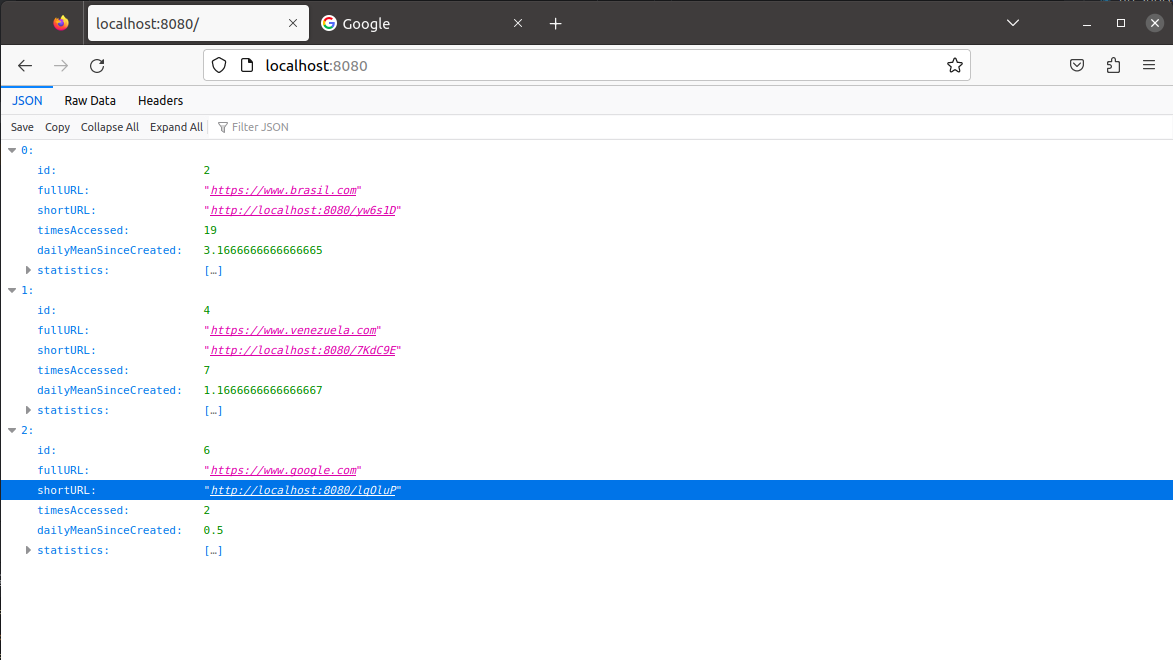 localhost:8080/ Google
localhost:8080
JSON Raw Data Headers
Save Copy Collapse All Expand All Filter JSON
0:
id: 2
fullURL: "https://www.brasil.com"
shortURL: "http://localhost:8080/yw6s1D"
timesAccessed: 19
dailyMeanSinceCreated: 3.1666666666666665
statistics: […]
1:
id: 4
fullURL: "https://www.venezuela.com"
shortURL: "http://localhost:8080/7KdC9E"
timesAccessed: 7
dailyMeanSinceCreated: 1.1666666666666667
statistics: […]
2:
id: 6
fullURL: "https://www.google.com"
shortURL: "http://localhost:8080/lqOluP"
timesAccessed: 2
dailyMeanSinceCreated: 0.5
statistics: […]